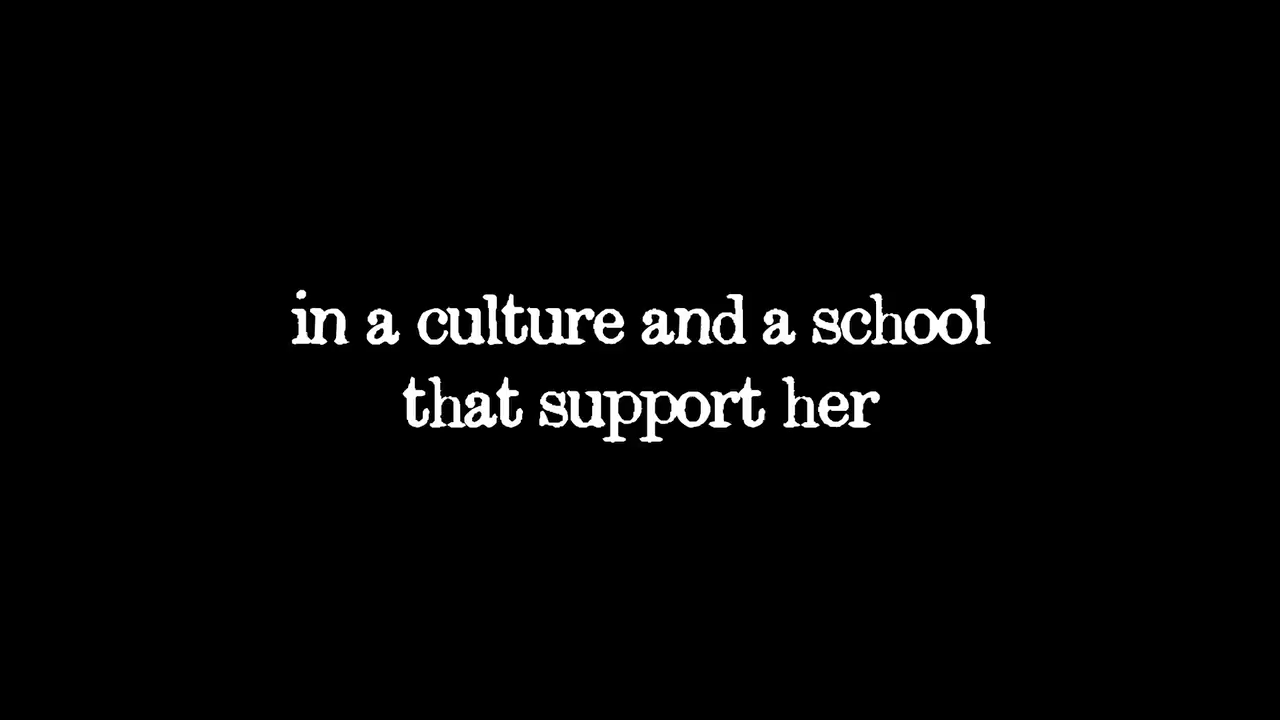 in a culture and a school
that support her